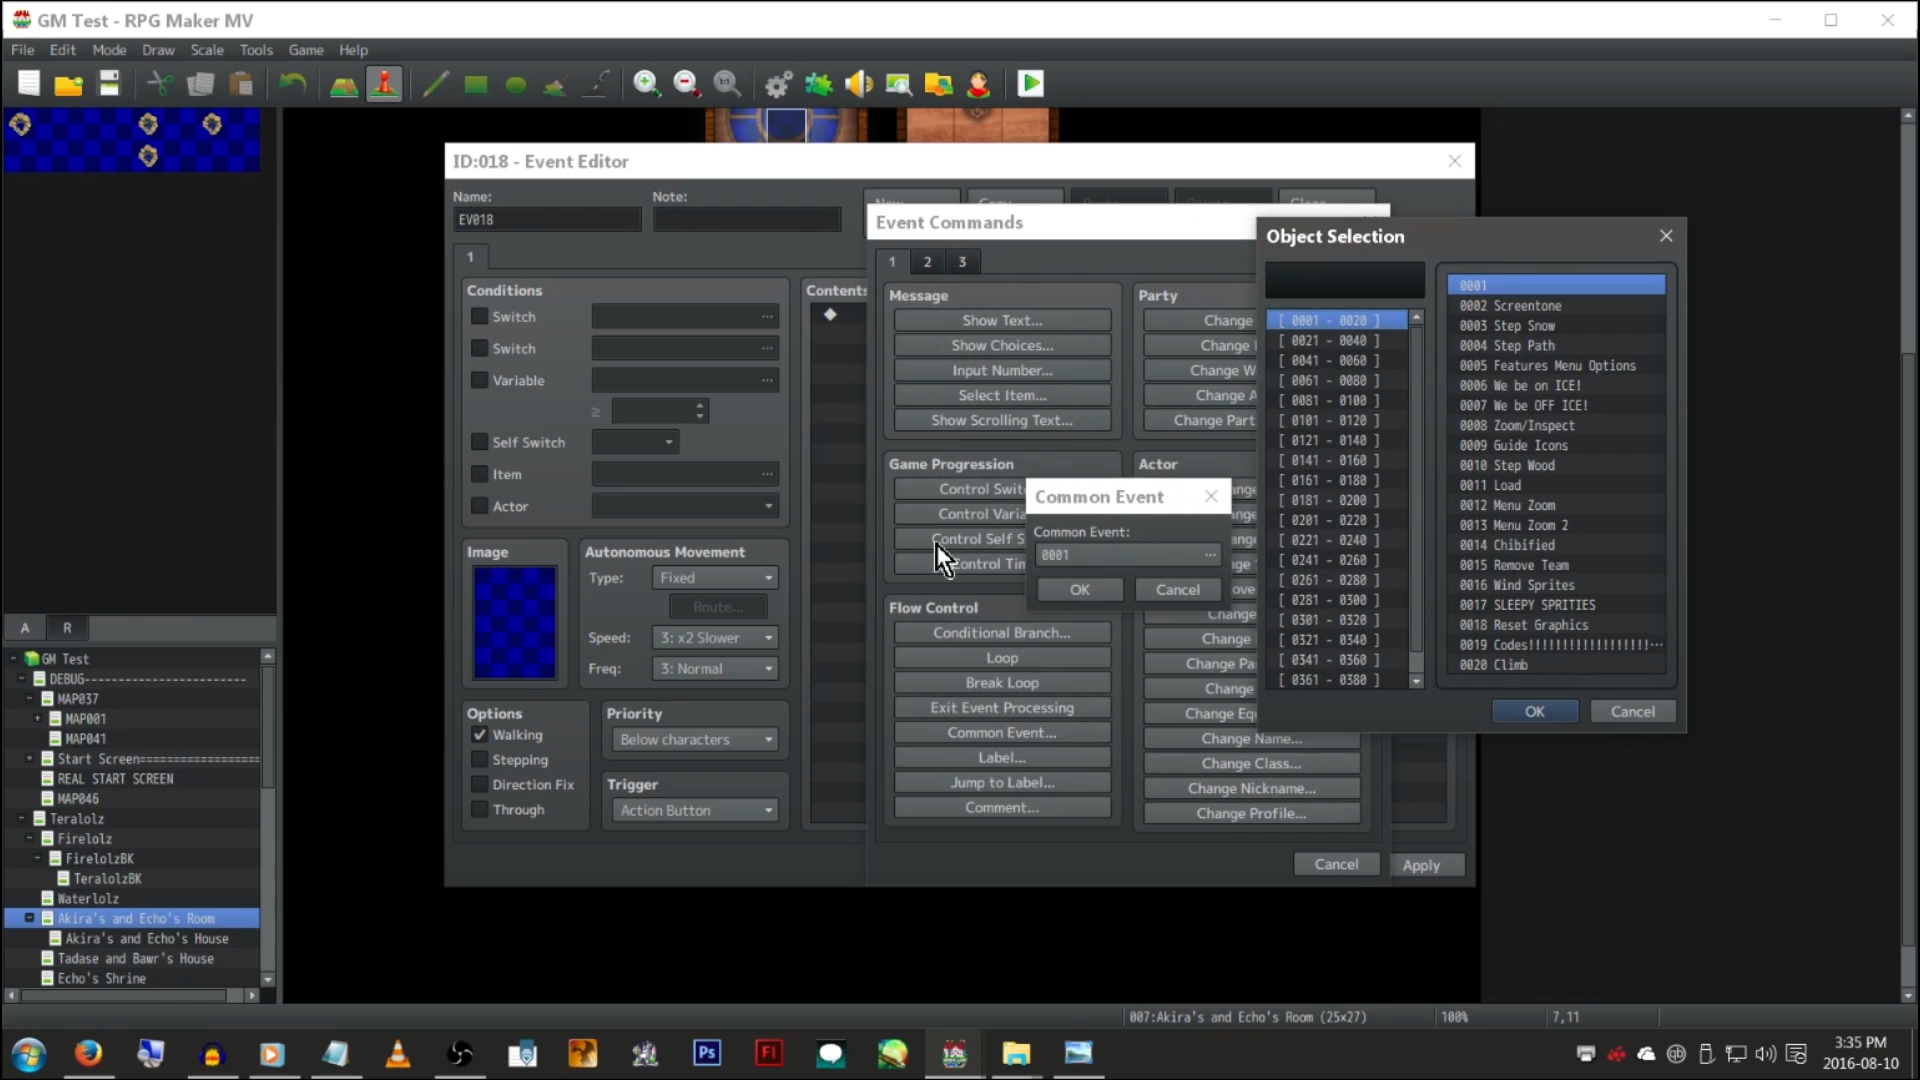 GM Test - RPG Maker MV
File Edit Mode Draw Scale Tools Game Help
ID:018 - Event Editor
Name:
Note:
EV018
1
Conditions
Switch
Switch
Variable
≥
Self Switch
Item
Actor
Image
Autonomous Movement
Type: Fixed
Route...
Speed: 3: x2 Slower
Freq: 3: Normal
Options
Walking
Stepping
Direction Fix
Through
Priority
Below characters
Trigger
Action Button
Contents
Apply
Event Commands
1 2 3
Message
Show Text...
Show Choices...
Input Number...
Select Item...
Show Scrolling Text...
Game Progression
Control Swit
Control Varia
Control Self S
Control Tim
Flow Control
Conditional Branch...
Loop
Break Loop
Exit Event Processing
Common Event...
Label...
Jump to Label...
Comment...
Party
Change
Change
Change W
Change A
Change Part
Actor
Change
Change
Change Pa
Change
Change Equ
Change Name...
Change Class...
Change Nickname...
Change Profile...
Cancel
Common Event
Common Event:
0001
OK
Cancel
Object Selection
[ 0001 - 0020 ]
[ 0021 - 0040 ]
[ 0041 - 0060 ]
[ 0061 - 0080 ]
[ 0081 - 0100 ]
[ 0101 - 0120 ]
[ 0121 - 0140 ]
[ 0141 - 0160 ]
[ 0161 - 0180 ]
[ 0181 - 0200 ]
[ 0201 - 0220 ]
[ 0221 - 0240 ]
[ 0241 - 0260 ]
[ 0261 - 0280 ]
[ 0281 - 0300 ]
[ 0301 - 0320 ]
[ 0321 - 0340 ]
[ 0341 - 0360 ]
[ 0361 - 0380 ]
0001
0002 Screentone
0003 Step Snow
0004 Step Path
0005 Features Menu Options
0006 We be on ICE!
0007 We be OFF ICE!
0008 Zoom/Inspect
0009 Guide Icons
0010 Step Wood
0011 Load
0012 Menu Zoom
0013 Menu Zoom 2
0014 Chibified
0015 Remove Team
0016 Wind Sprites
0017 SLEEPY SPRITIES
0018 Reset Graphics
0019 Codes!!!!!!!!!!!!!!!!!!!…
0020 Climb
OK
Cancel
A R
GM Test
DEBUG-----------------------
MAP037
MAP001
MAP041
Start Screen=================
REAL START SCREEN
MAP046
Teralolz
Firelolz
FirelolzBK
TeralolzBK
Waterlolz
Akira's and Echo's Room
Akira's and Echo's House
Tadase and Bawr's House
Echo's Shrine
007:Akira's and Echo's Room (25x27)
100%
7,11
Ps
Fl
3:35 PM
2016-08-10